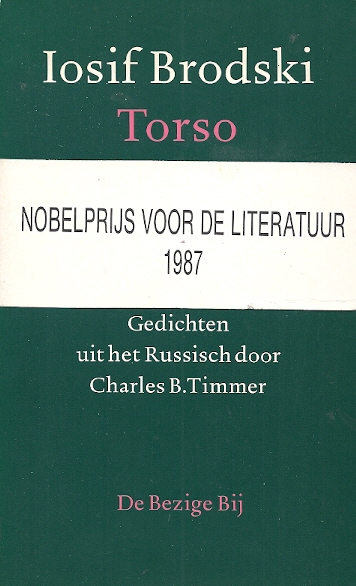 Iosif Brodski
Torso
NOBELPRIJS VOOR DE LITERATUUR
1987
Gedichten
uit het Russisch door
Charles B. Timmer
De Bezige Bij